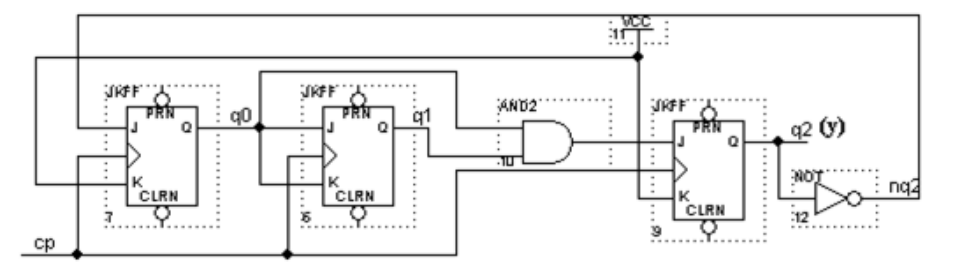 VCC
11
JKFF
PRN
J
Q
K
CLRN
7
q0
JKFF
PRN
J
Q
K
CLRN
6
q1
AND2
10
JKFF
PRN
J
Q
K
CLRN
9
q2 (y)
NOT
12
nq2
cp